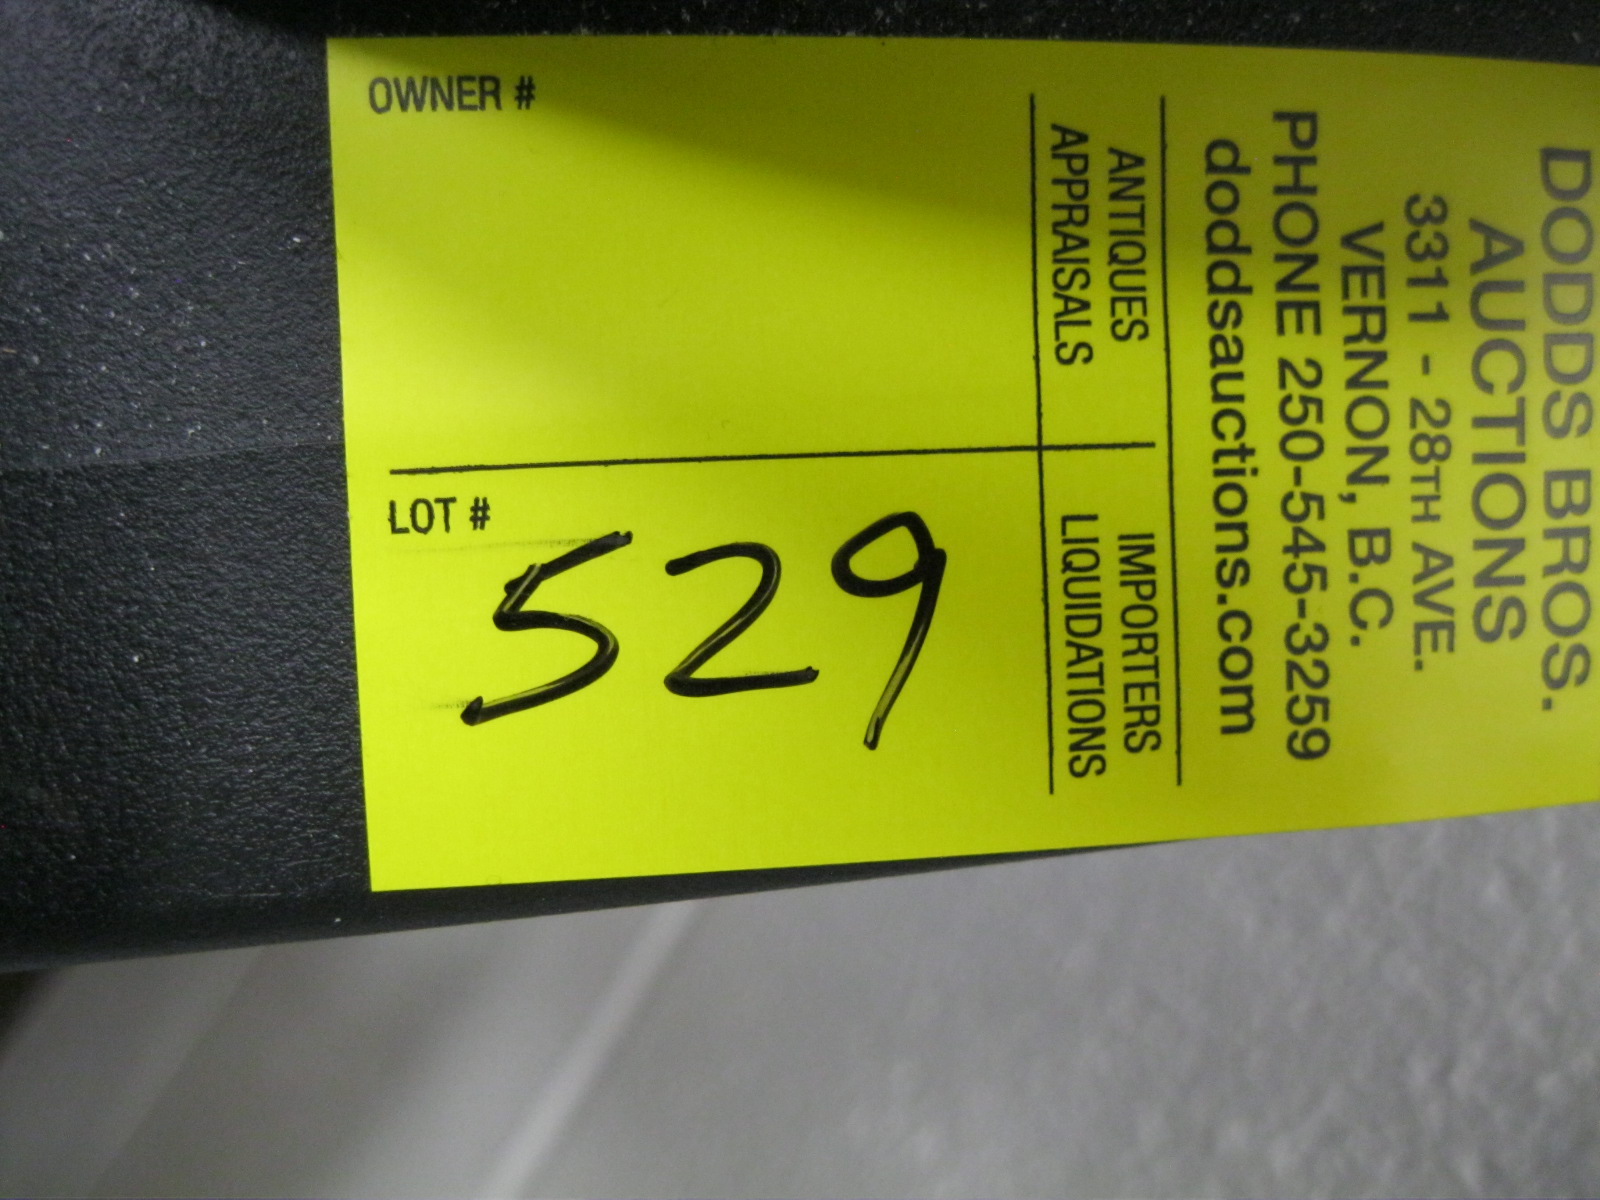 DODDS BROS.
AUCTIONS
3311 - 28TH AVE.
VERNON, B.C.
PHONE 250-545-3259
doddsauctions.com
ANTIQUES
APPRAISALS
IMPORTERS
LIQUIDATIONS
OWNER #
LOT #
529